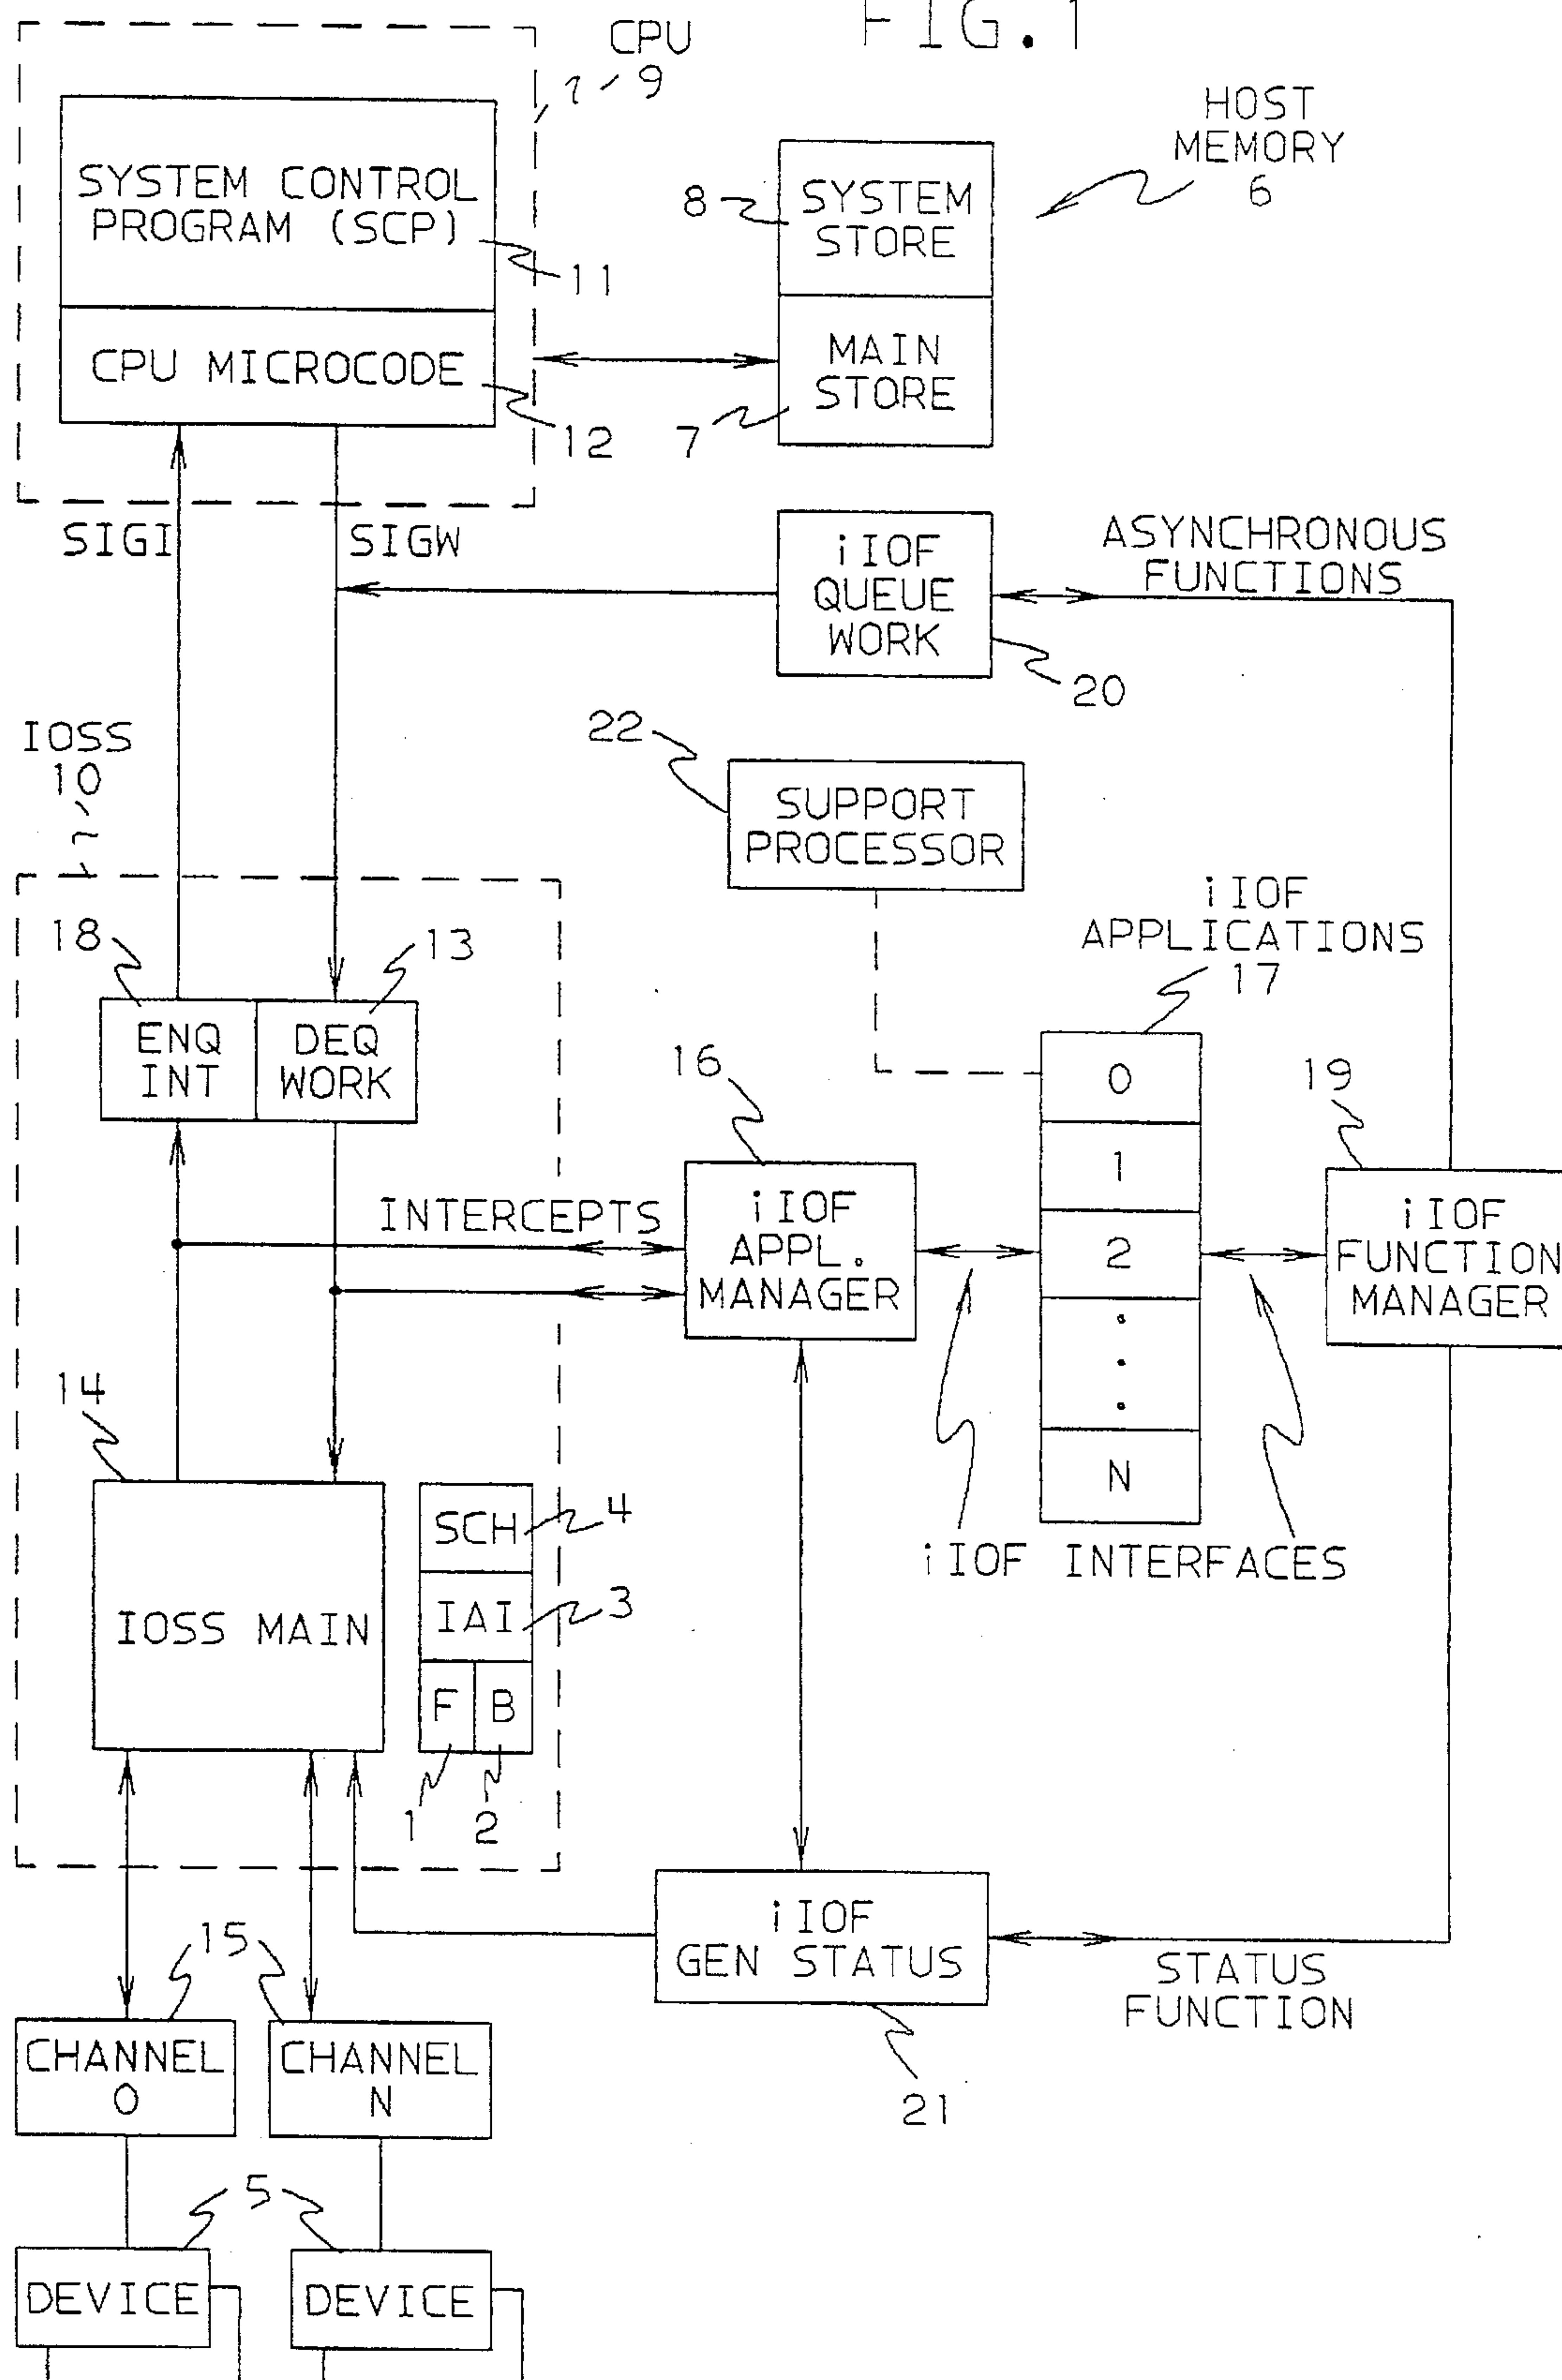 FIG.1
CPU
9
SYSTEM CONTROL
PROGRAM (SCP)
11
CPU MICROCODE
12
HOST
MEMORY
6
8
SYSTEM
STORE
MAIN
STORE
7
SIGI
SIGW
iIOF
QUEUE
WORK
20
ASYNCHRONOUS
FUNCTIONS
IOSS
10
22
SUPPORT
PROCESSOR
18
13
ENQ
INT
DEQ
WORK
iIOF
APPLICATIONS
17
0
1
2
N
16
iIOF
APPL.
MANAGER
INTERCEPTS
19
iIOF
FUNCTION
MANAGER
14
IOSS MAIN
SCH
4
IAI
3
F
B
1
2
iIOF INTERFACES
iIOF
GEN STATUS
21
STATUS
FUNCTION
15
CHANNEL
0
CHANNEL
N
5
DEVICE
DEVICE